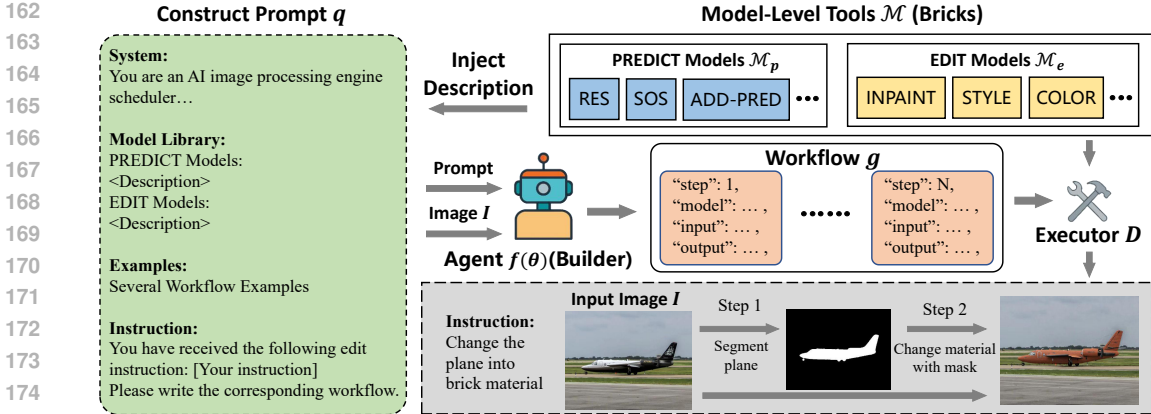 162
163
164
165
166
167
168
169
170
171
172
173
174
Construct Prompt q
System:
You are an AI image processing engine
scheduler…
Model Library:
PREDICT Models:
<Description>
EDIT Models:
<Description>
Examples:
Several Workflow Examples
Instruction:
You have received the following edit
instruction: [Your instruction]
Please write the corresponding workflow.
Inject
Description
Model-Level Tools ℳ (Bricks)
PREDICT Models ℳp
RES SOS ADD-PRED •••
EDIT Models ℳe
INPAINT STYLE COLOR •••
Prompt
Image I
Agent f(θ)(Builder)
Workflow g
“step”: 1,
“model”: … ,
“input”: … ,
“output”: … ,
••••••
“step”: N,
“model”: … ,
“input”: … ,
“output”: … ,
Executor D
Instruction:
Change the
plane into
brick material
Input Image I
Step 1
Segment
plane
Step 2
Change material
with mask